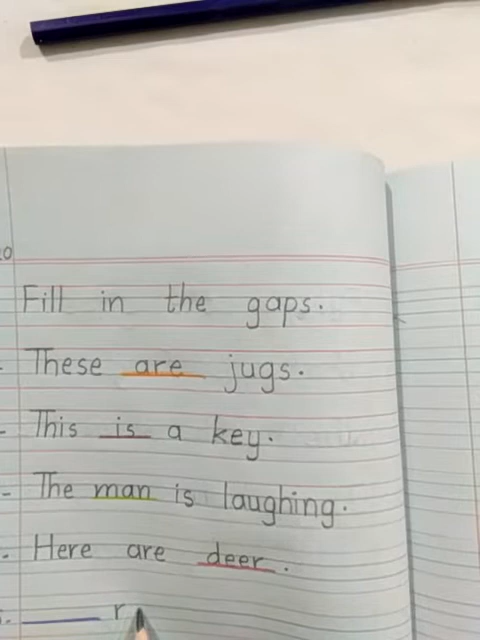 Fill in the gaps.
These are jugs.
This is a key.
The man is laughing.
Here are deer.
r